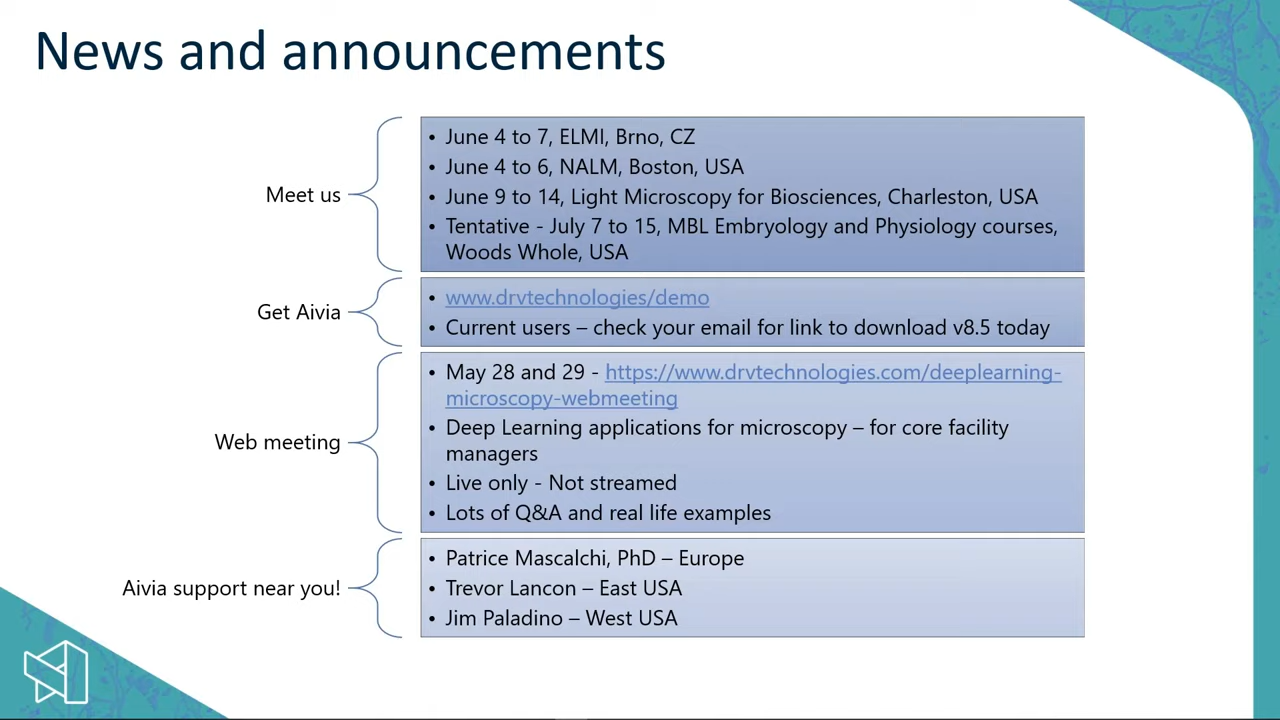 News and announcements
Meet us
• June 4 to 7, ELMI, Brno, CZ
• June 4 to 6, NALM, Boston, USA
• June 9 to 14, Light Microscopy for Biosciences, Charleston, USA
• Tentative - July 7 to 15, MBL Embryology and Physiology courses,
Woods Whole, USA
Get Aivia
• www.drvtechnologies/demo
• Current users – check your email for link to download v8.5 today
Web meeting
• May 28 and 29 - https://www.drvtechnologies.com/deeplearning-
microscopy-webmeeting
• Deep Learning applications for microscopy – for core facility
managers
• Live only - Not streamed
• Lots of Q&A and real life examples
Aivia support near you!
• Patrice Mascalchi, PhD – Europe
• Trevor Lancon – East USA
• Jim Paladino – West USA